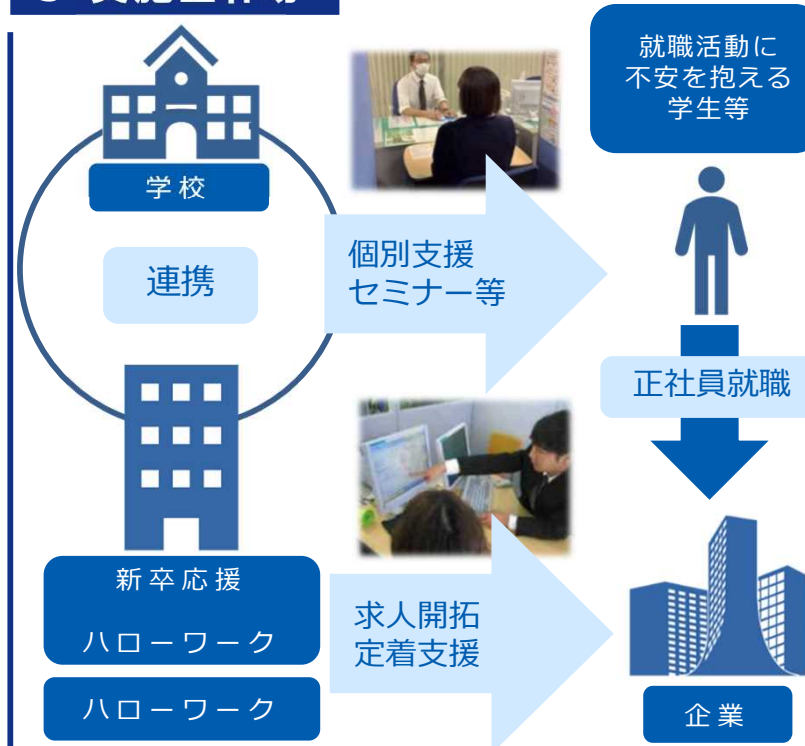 就職活動に
不安を抱える
学生等
学校
連携
個別支援
セミナー等
正社員就職
新卒応援
ハローワーク
ハローワーク
求人開拓
定着支援
企業